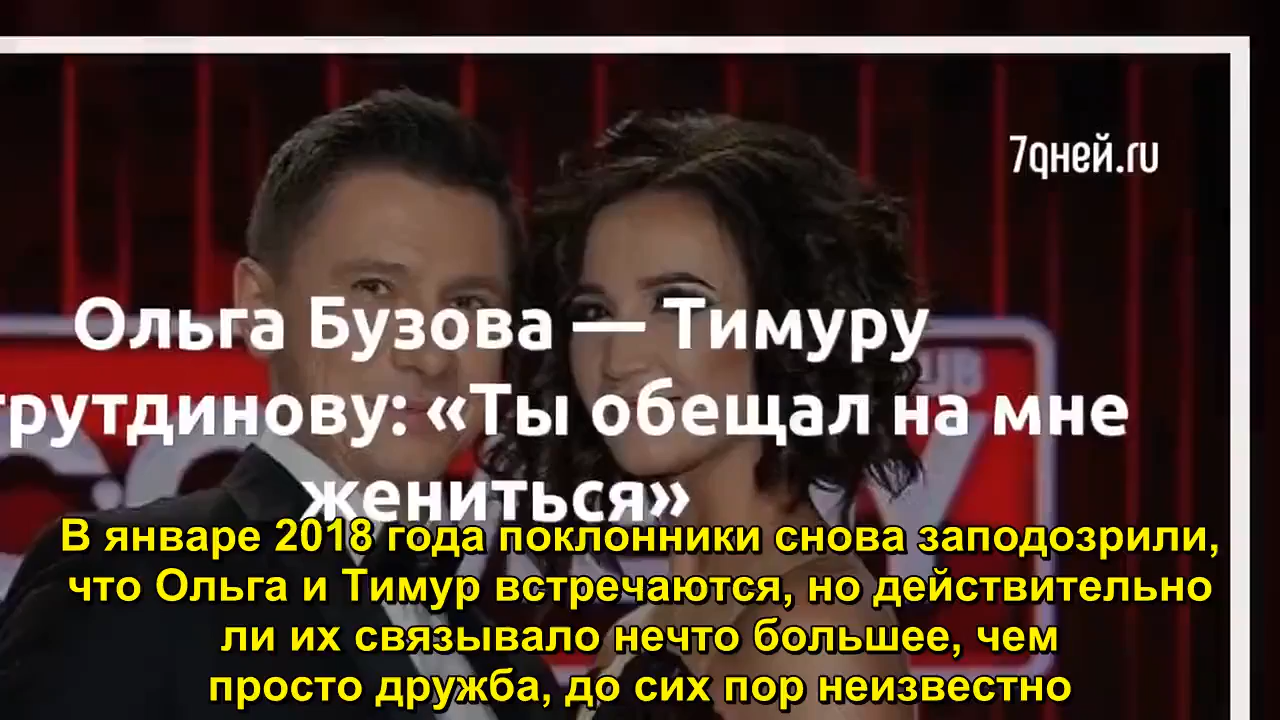 7дней.ru
Ольга Бузова — Тимуру
трутдинову: «Ты обещал на мне
жениться»
В январе 2018 года поклонники снова заподозрили,
что Ольга и Тимур встречаются, но действительно
ли их связывало нечто большее, чем
просто дружба, до сих пор неизвестно